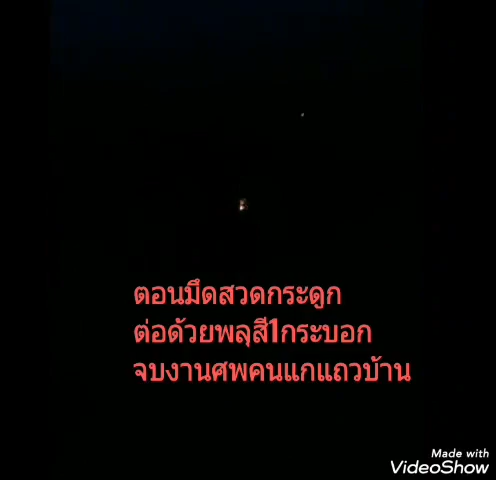 ตอนมืดสวดกระดูก
ต่อด้วยพลุสี1กระบอก
จบงานศพคนแกแถวบ้าน
Made with
VideoShow